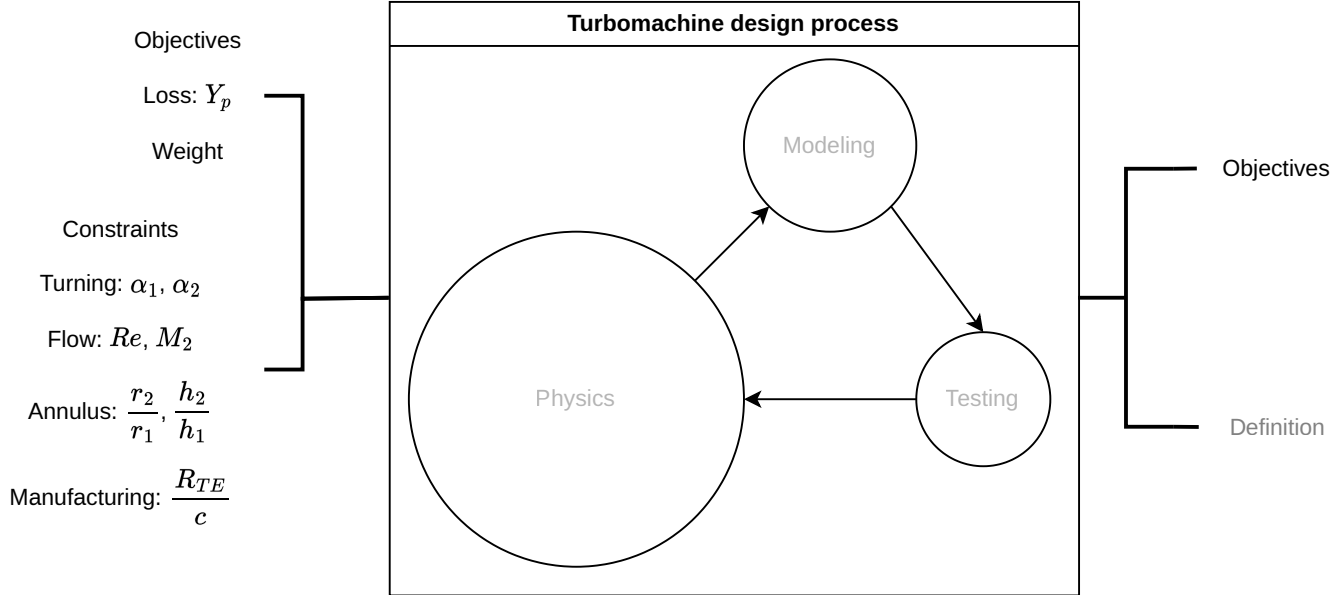 Turbomachine design process
Objectives
Loss: $Y_p$
Weight
Constraints
Turning: $\alpha_1$, $\alpha_2$
Flow: $Re$, $M_2$
Annulus: $\frac{r_2}{r_1}$, $\frac{h_2}{h_1}$
Manufacturing: $\frac{R_{TE}}{c}$
Modeling
Physics
Testing
Objectives
Definition